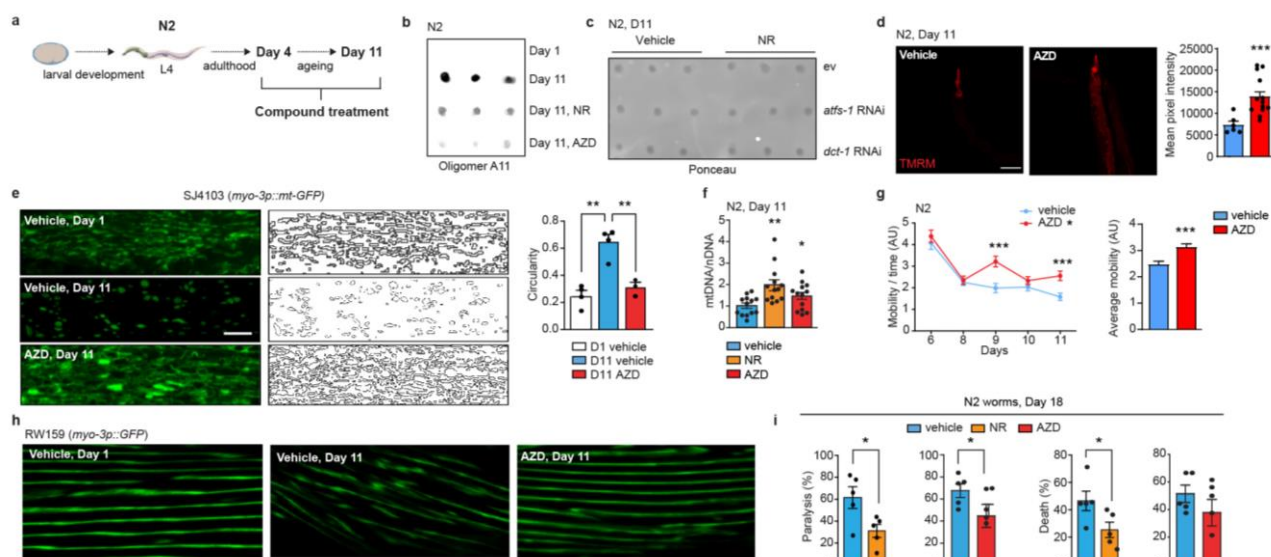 a
N2
larval development
L4
adulthood
Day 4
ageing
Day 11
Compound treatment
b
N2
Day 1
Day 11
Day 11, NR
Day 11, AZD
Oligomer A11
c
N2, D11
Vehicle
NR
ev
atfs-1 RNAi
dct-1 RNAi
Ponceau
d
N2, Day 11
Vehicle
AZD
TMRM
Mean pixel intensity
25000
20000
15000
10000
5000
0
***
e
SJ4103 (myo-3p::mt-GFP)
Vehicle, Day 1
Vehicle, Day 11
AZD, Day 11
Circularity
0.8
0.6
0.4
0.2
0.0
** **
D1 vehicle
D11 vehicle
D11 AZD
f
N2, Day 11
mtDNA/nDNA
5
4
3
2
1
0
**
*
vehicle
NR
AZD
g
N2
vehicle
AZD *
Mobility / time (AU)
5
4
3
2
1
0
***
***
6 8 9 10 11
Days
vehicle
AZD
Average mobility (AU)
4
3
2
1
0
***
h
RW159 (myo-3p::GFP)
Vehicle, Day 1
Vehicle, Day 11
AZD, Day 11
i
N2 worms, Day 18
vehicle NR AZD
Paralysis (%)
100
80
60
40
20
*
100
80
60
40
20
*
Death (%)
80
60
40
20
*
80
60
40
20